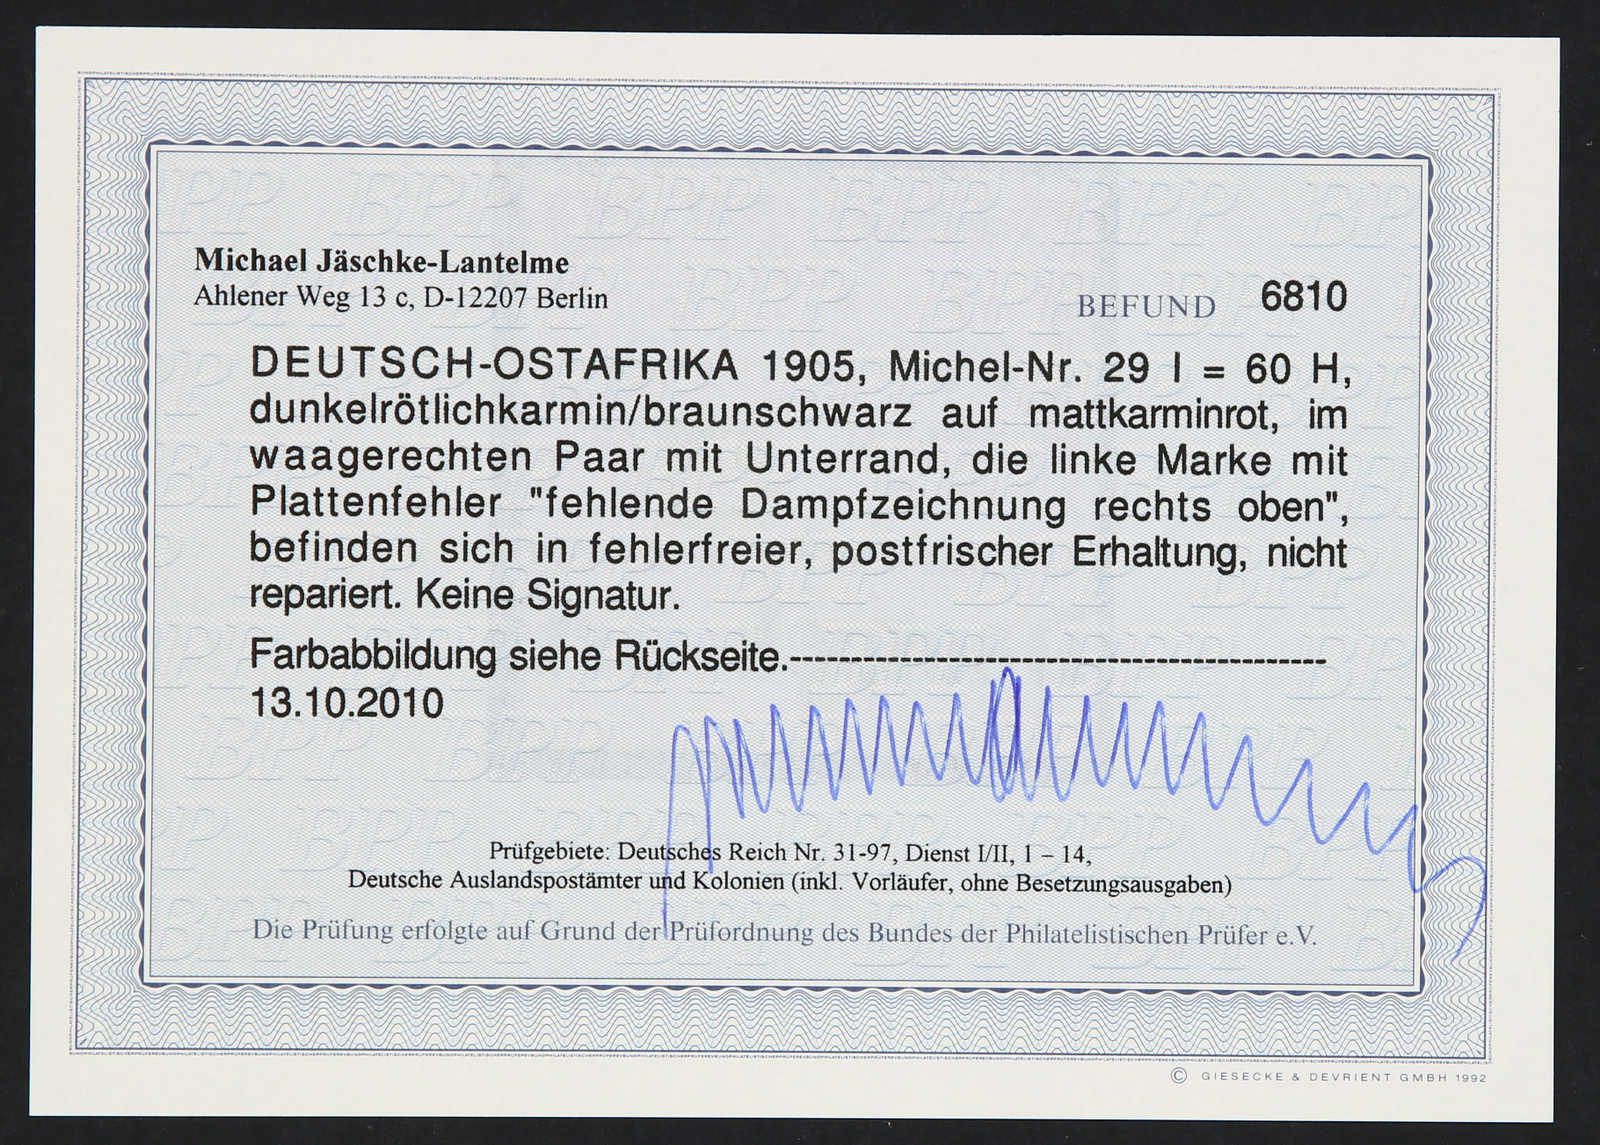 Michael Jäschke-Lantelme
Ahlener Weg 13 c, D-12207 Berlin
BEFUND 6810
DEUTSCH-OSTAFRIKA 1905, Michel-Nr. 29 I = 60 H,
dunkelrötlichkarmin/braunschwarz auf mattkarminrot, im
waagerechten Paar mit Unterrand, die linke Marke mit
Plattenfehler "fehlende Dampfzeichnung rechts oben",
befinden sich in fehlerfreier, postfrischer Erhaltung, nicht
repariert. Keine Signatur.
Farbabbildung siehe Rückseite.--------------------------------------------
13.10.2010
Prüfgebiete: Deutsches Reich Nr. 31-97, Dienst I/II, 1 – 14,
Deutsche Auslandspostämter und Kolonien (inkl. Vorläufer, ohne Besetzungsausgaben)
Die Prüfung erfolgte auf Grund der Prüfordnung des Bundes der Philatelistischen Prüfer e.V.
© GIESECKE & DEVRIENT GMBH 1992